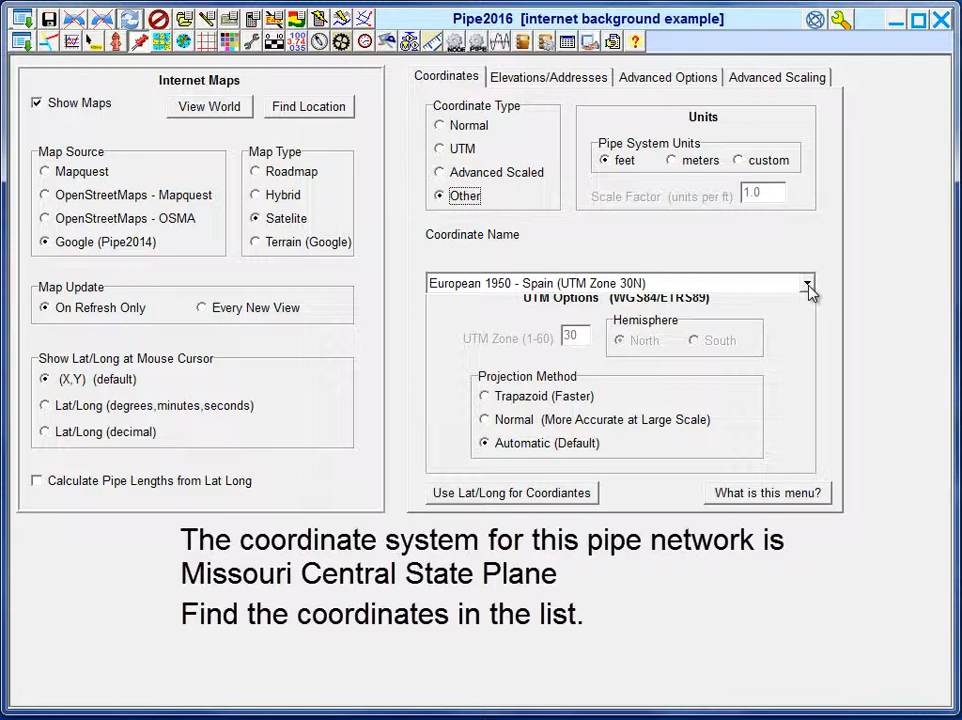 Pipe2016 [internet background example]
Internet Maps
Show Maps
View World
Find Location
Map Source
Mapquest
OpenStreetMaps - Mapquest
OpenStreetMaps - OSMA
Google (Pipe2014)
Map Type
Roadmap
Hybrid
Satelite
Terrain (Google)
Map Update
On Refresh Only
Every New View
Show Lat/Long at Mouse Cursor
(X,Y) (default)
Lat/Long (degrees,minutes,seconds)
Lat/Long (decimal)
Calculate Pipe Lengths from Lat Long
Coordinates
Elevations/Addresses
Advanced Options
Advanced Scaling
Coordinate Type
Normal
UTM
Advanced Scaled
Other
Units
Pipe System Units
feet
meters
custom
Scale Factor (units per ft)
1.0
Coordinate Name
European 1950 - Spain (UTM Zone 30N)
UTM Options (WGS84/ETRS89)
UTM Zone (1-60)
30
Hemisphere
North
South
Projection Method
Trapazoid (Faster)
Normal (More Accurate at Large Scale)
Automatic (Default)
Use Lat/Long for Coordiantes
What is this menu?
The coordinate system for this pipe network is
Missouri Central State Plane
Find the coordinates in the list.